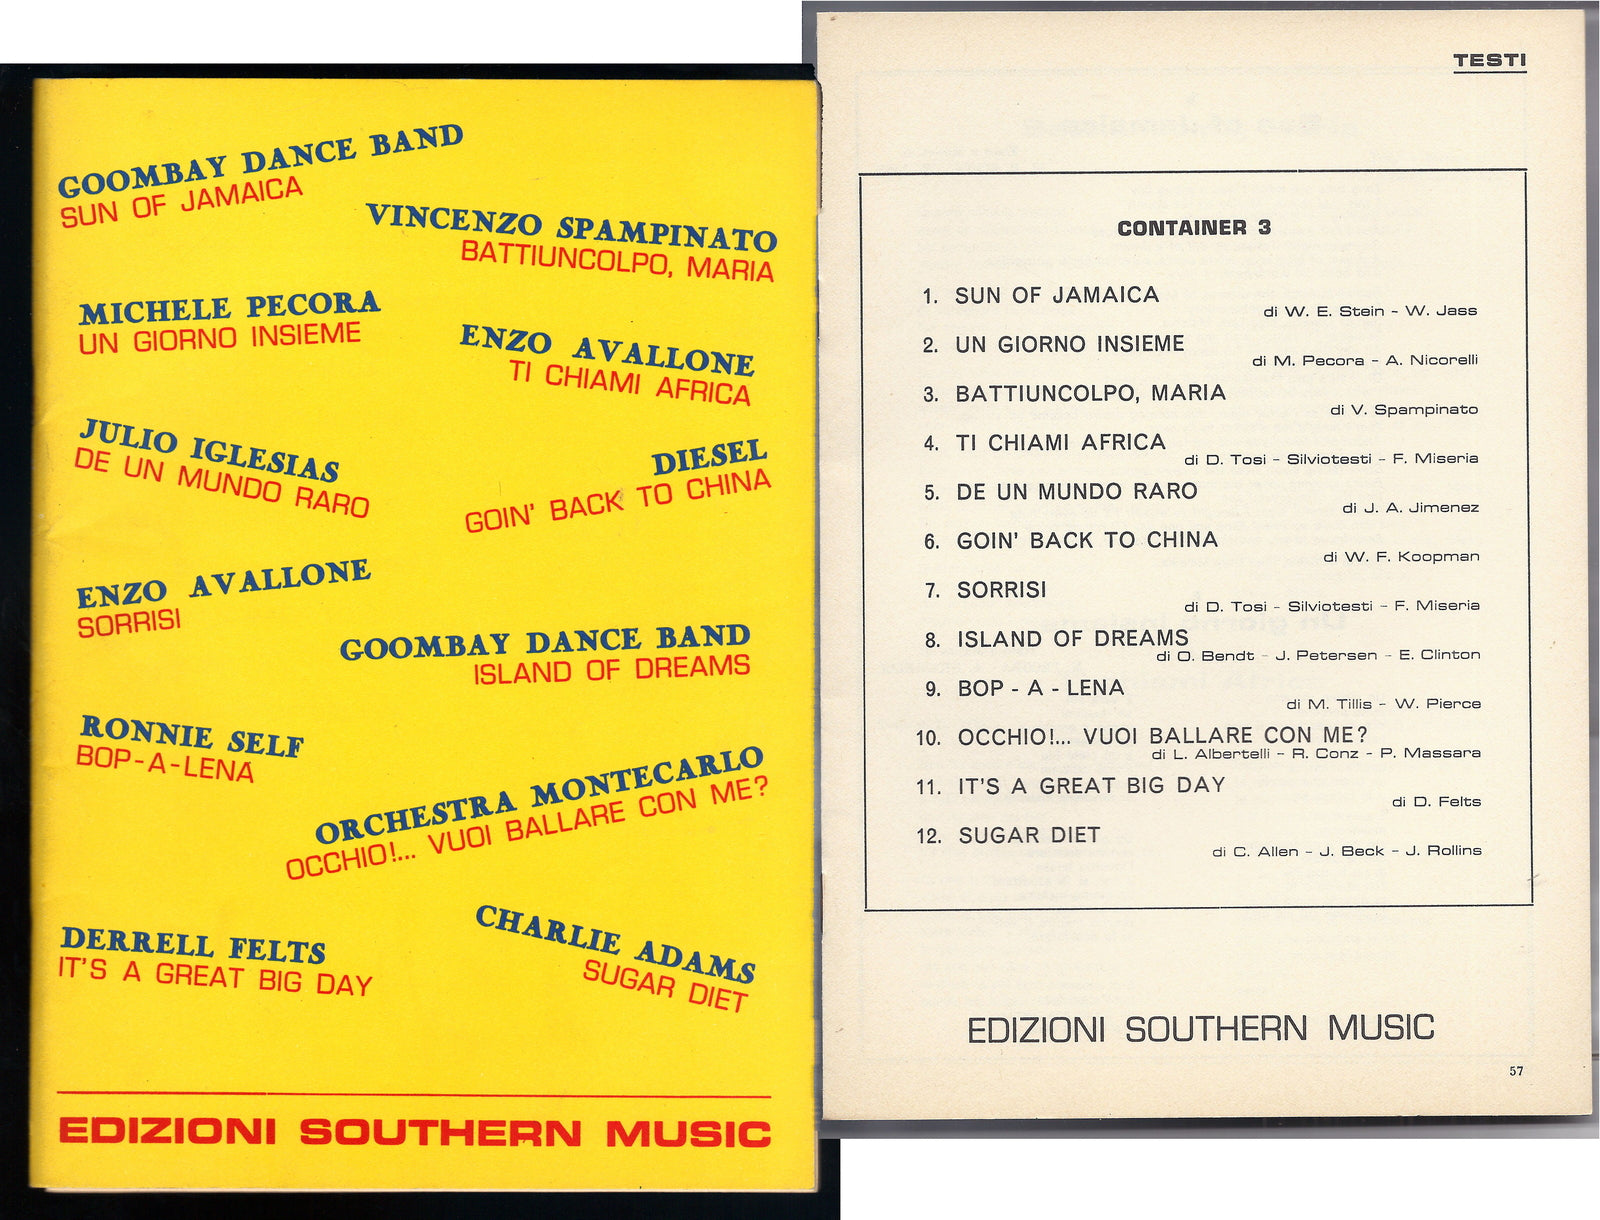 GOOMBAY DANCE BAND
SUN OF JAMAICA
VINCENZO SPAMPINATO
BATTIUNCOLPO, MARIA
MICHELE PECORA
UN GIORNO INSIEME
ENZO AVALLONE
TI CHIAMI AFRICA
JULIO IGLESIAS
DE UN MUNDO RARO
DIESEL
GOIN' BACK TO CHINA
ENZO AVALLONE
SORRISI
GOOMBAY DANCE BAND
ISLAND OF DREAMS
RONNIE SELF
BOP-A-LENA
ORCHESTRA MONTECARLO
OCCHIO!... VUOI BALLARE CON ME?
DERRELL FELTS
IT'S A GREAT BIG DAY
CHARLIE ADAMS
SUGAR DIET
EDIZIONI SOUTHERN MUSIC
TESTI
CONTAINER 3
1. SUN OF JAMAICA
di W. E. Stein - W. Jass
2. UN GIORNO INSIEME
di M. Pecora - A. Nicorelli
3. BATTIUNCOLPO, MARIA
di V. Spampinato
4. TI CHIAMI AFRICA
di D. Tosi - Silviotesti - F. Miseria
5. DE UN MUNDO RARO
di J. A. Jimenez
6. GOIN' BACK TO CHINA
di W. F. Koopman
7. SORRISI
di D. Tosi - Silviotesti - F. Miseria
8. ISLAND OF DREAMS
di O. Bendt - J. Petersen - E. Clinton
9. BOP - A - LENA
di M. Tillis - W. Pierce
10. OCCHIO!... VUOI BALLARE CON ME?
di L. Albertelli - R. Conz - P. Massara
11. IT'S A GREAT BIG DAY
di D. Felts
12. SUGAR DIET
di C. Allen - J. Beck - J. Rollins
EDIZIONI SOUTHERN MUSIC
57